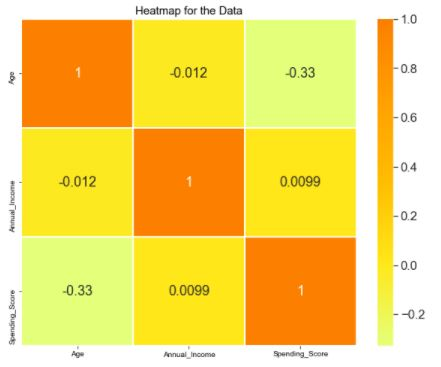 Heatmap for the Data
1.0
Age
1
-0.012
-0.33
0.8
0.6
Annual_Income
-0.012
1
0.0099
0.4
0.2
0.0
Spending_Score
-0.33
0.0099
1
−0.2
Age
Annual_Income
Spending_Score